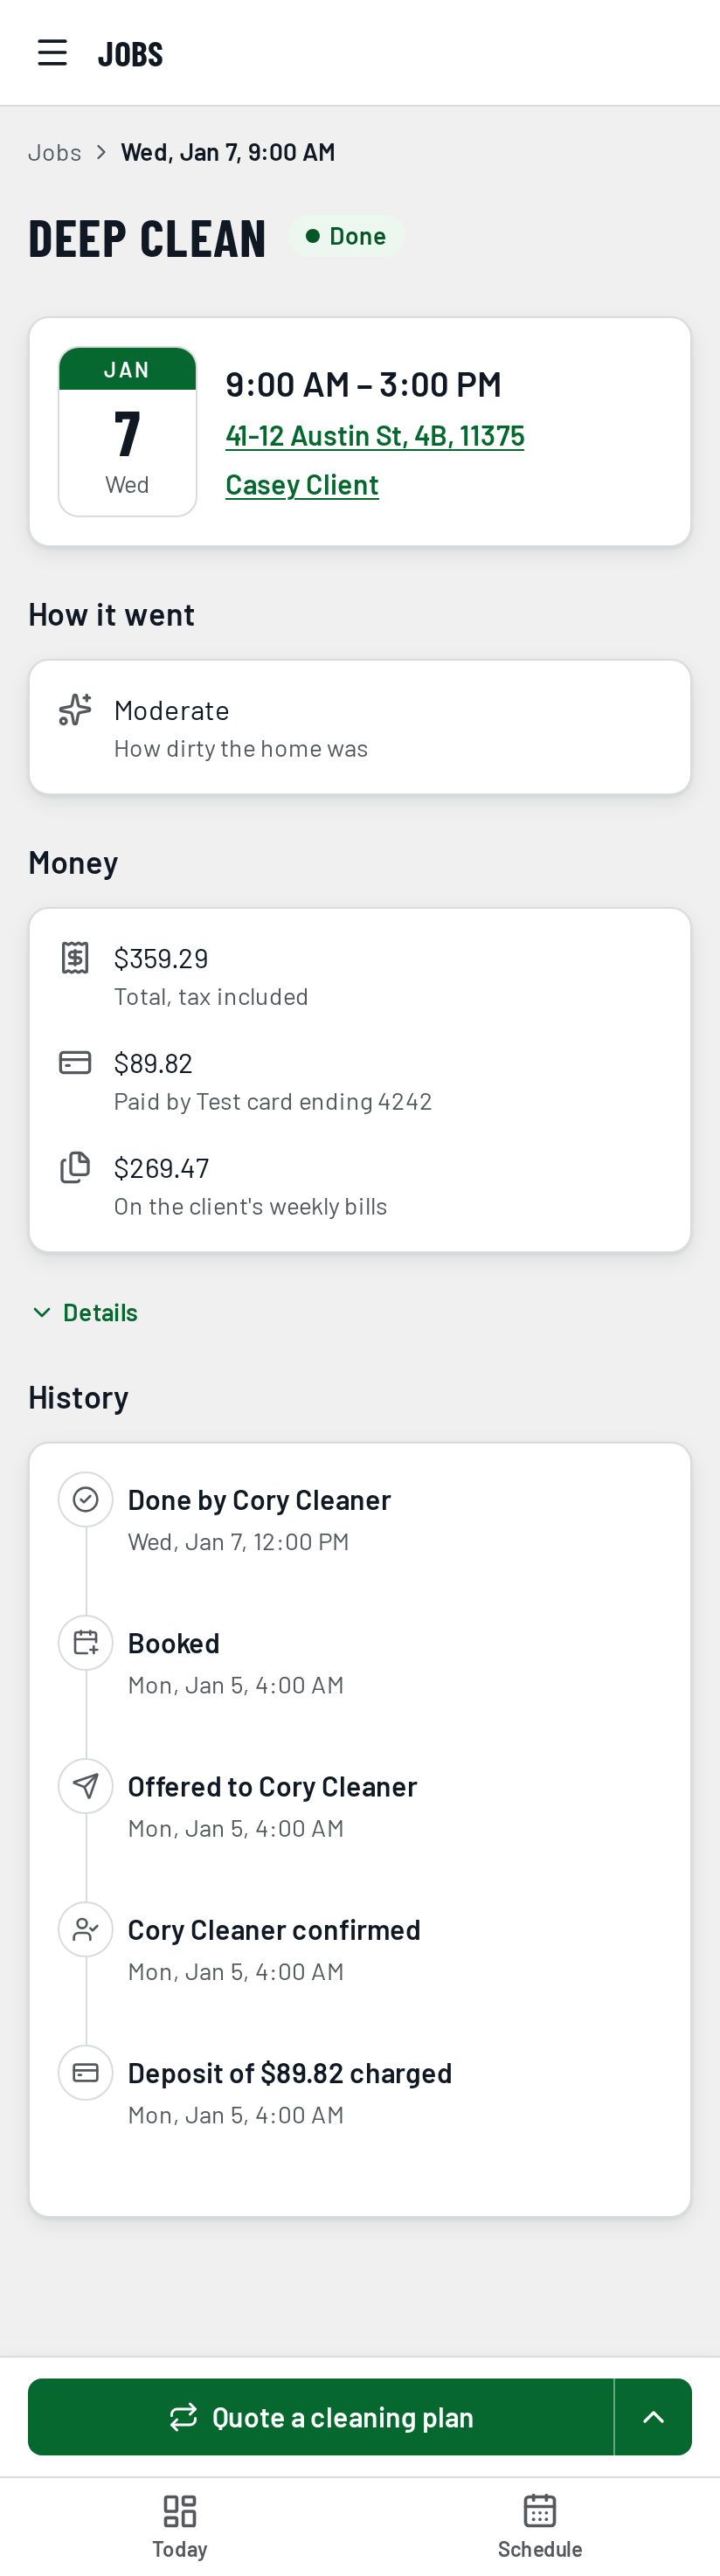 JOBS
Jobs > Wed, Jan 7, 9:00 AM
DEEP CLEAN
Done
JAN
7
Wed
9:00 AM – 3:00 PM
41-12 Austin St, 4B, 11375
Casey Client
How it went
Moderate
How dirty the home was
Money
$359.29
Total, tax included
$89.82
Paid by Test card ending 4242
$269.47
On the client's weekly bills
Details
History
Done by Cory Cleaner
Wed, Jan 7, 12:00 PM
Booked
Mon, Jan 5, 4:00 AM
Offered to Cory Cleaner
Mon, Jan 5, 4:00 AM
Cory Cleaner confirmed
Mon, Jan 5, 4:00 AM
Deposit of $89.82 charged
Mon, Jan 5, 4:00 AM
Quote a cleaning plan
Today
Schedule